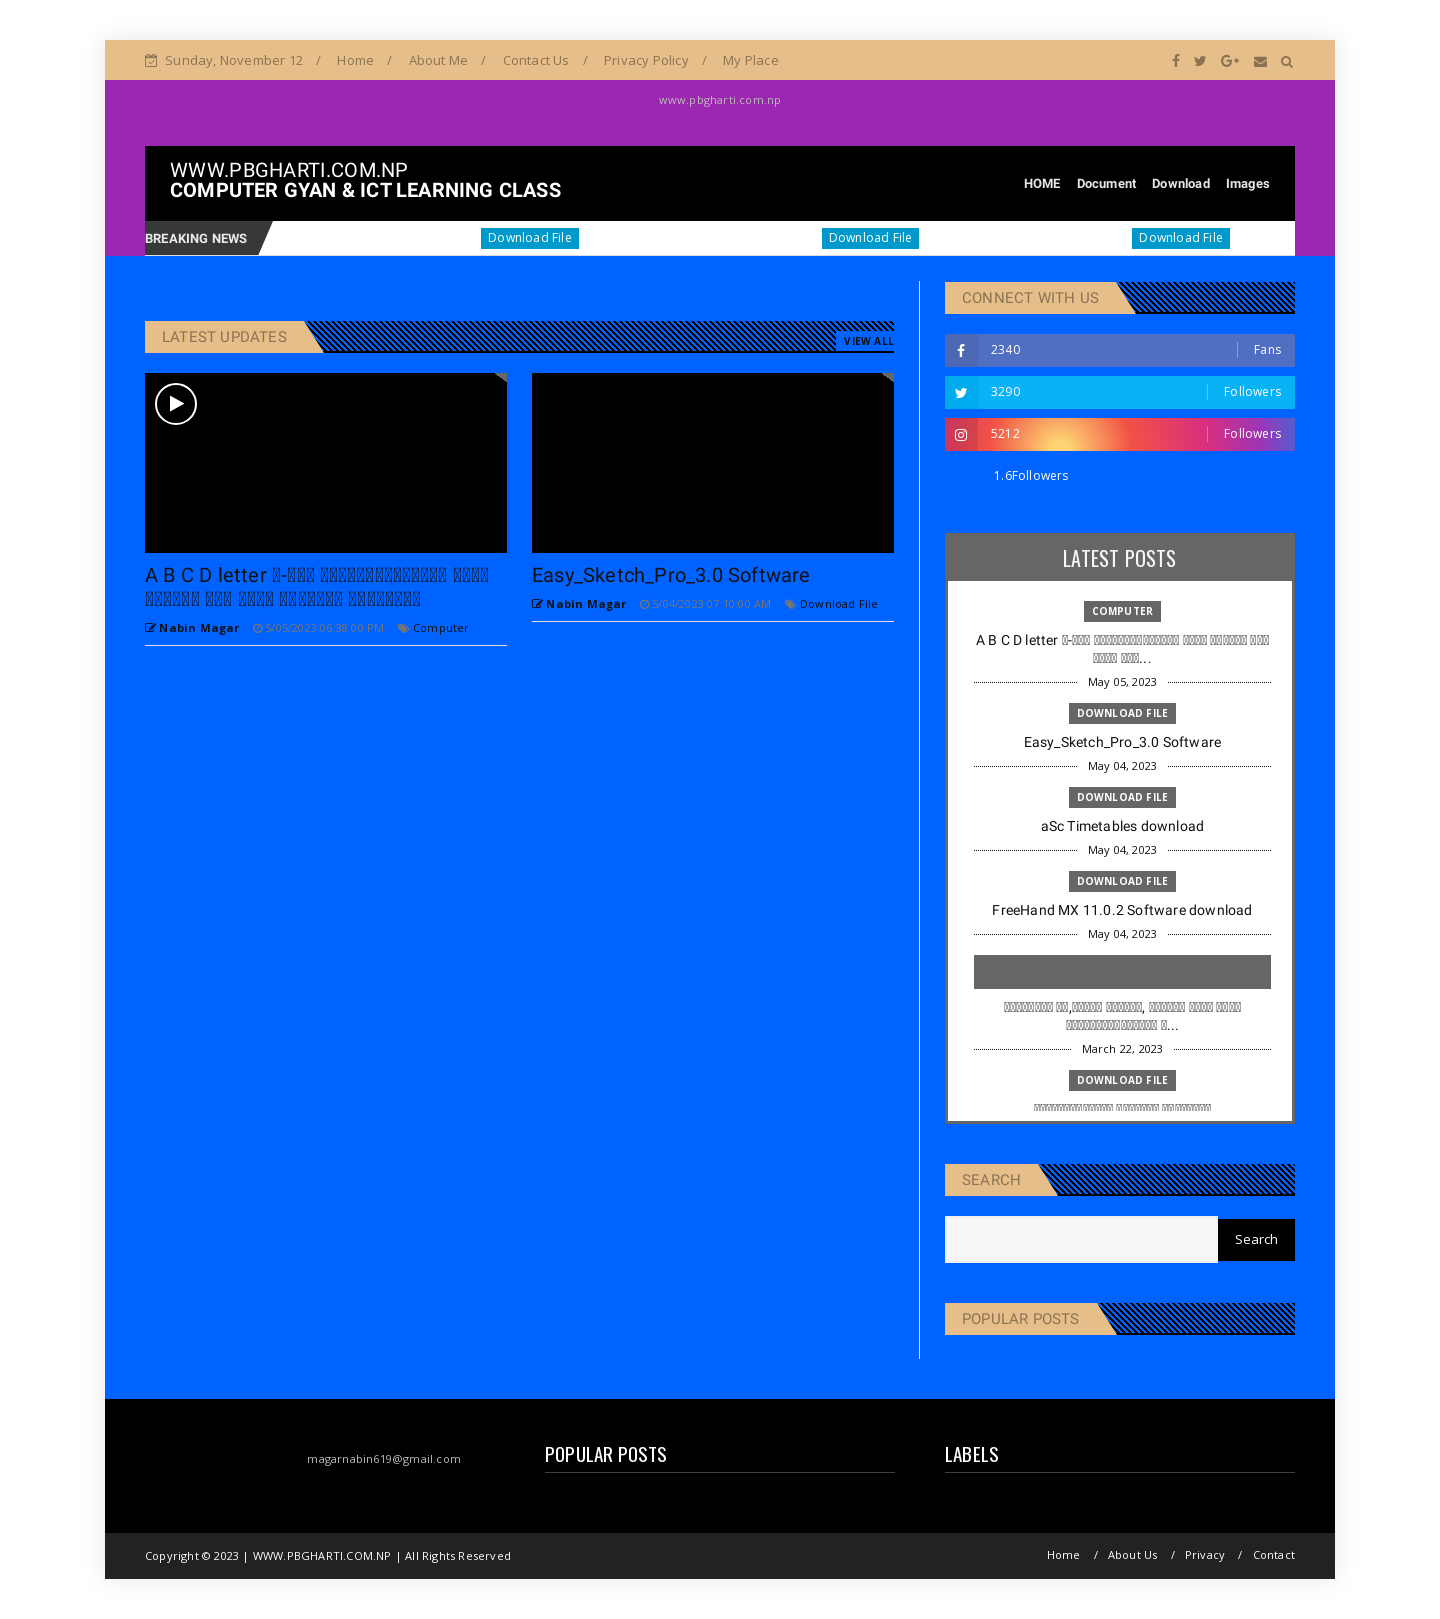 Sunday, November 12 / Home / About Me / Contact Us / Privacy Policy / My Place
www.pbgharti.com.np
WWW.PBGHARTI.COM.NP
COMPUTER GYAN & ICT LEARNING CLASS
HOME Document Download Images
BREAKING NEWS Download File Download File Download File
LATEST UPDATES VIEW ALL
A B C D letter
Nabin Magar 5/05/2023 06:38:00 PM Computer
Easy_Sketch_Pro_3.0 Software
Nabin Magar 5/04/2023 07:10:00 AM Download File
CONNECT WITH US
2340 Fans
3290 Followers
5212 Followers
1.6Followers
LATEST POSTS
COMPUTER
A B C D letter
...
May 05, 2023
DOWNLOAD FILE
Easy_Sketch_Pro_3.0 Software
May 04, 2023
DOWNLOAD FILE
aSc Timetables download
May 04, 2023
DOWNLOAD FILE
FreeHand MX 11.0.2 Software download
May 04, 2023
March 22, 2023
DOWNLOAD FILE
SEARCH
Search
POPULAR POSTS
magarnabin619@gmail.com
POPULAR POSTS
LABELS
Copyright © 2023 | WWW.PBGHARTI.COM.NP | All Rights Reserved
Home / About Us / Privacy / Contact